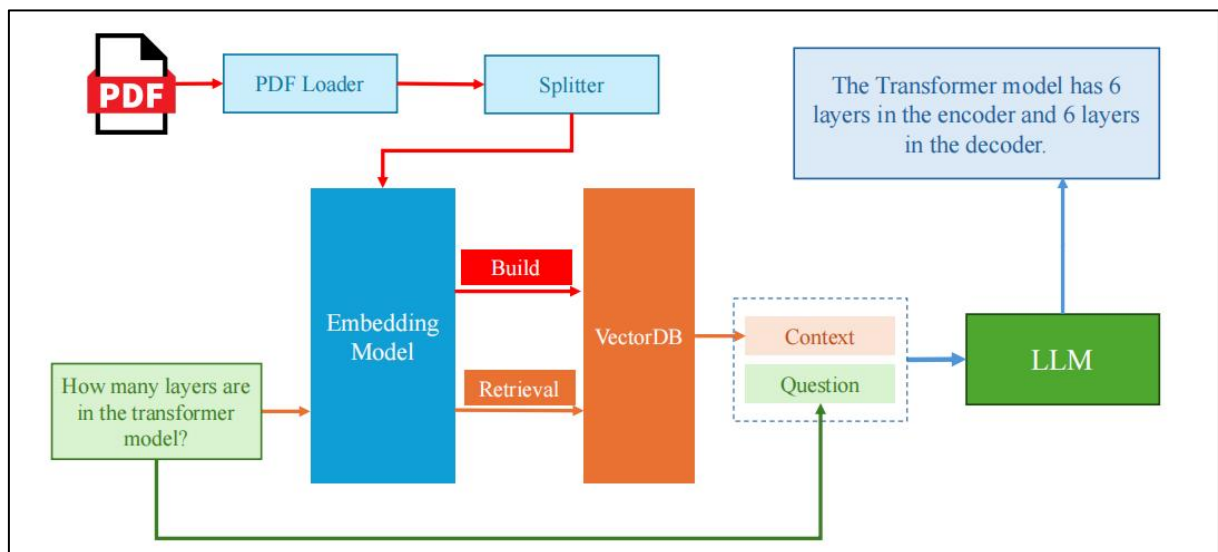 PDF
PDF Loader
Splitter
The Transformer model has 6
layers in the encoder and 6 layers
in the decoder.
Build
Embedding
Model
VectorDB
Retrieval
How many layers are
in the transformer
model?
Context
Question
LLM